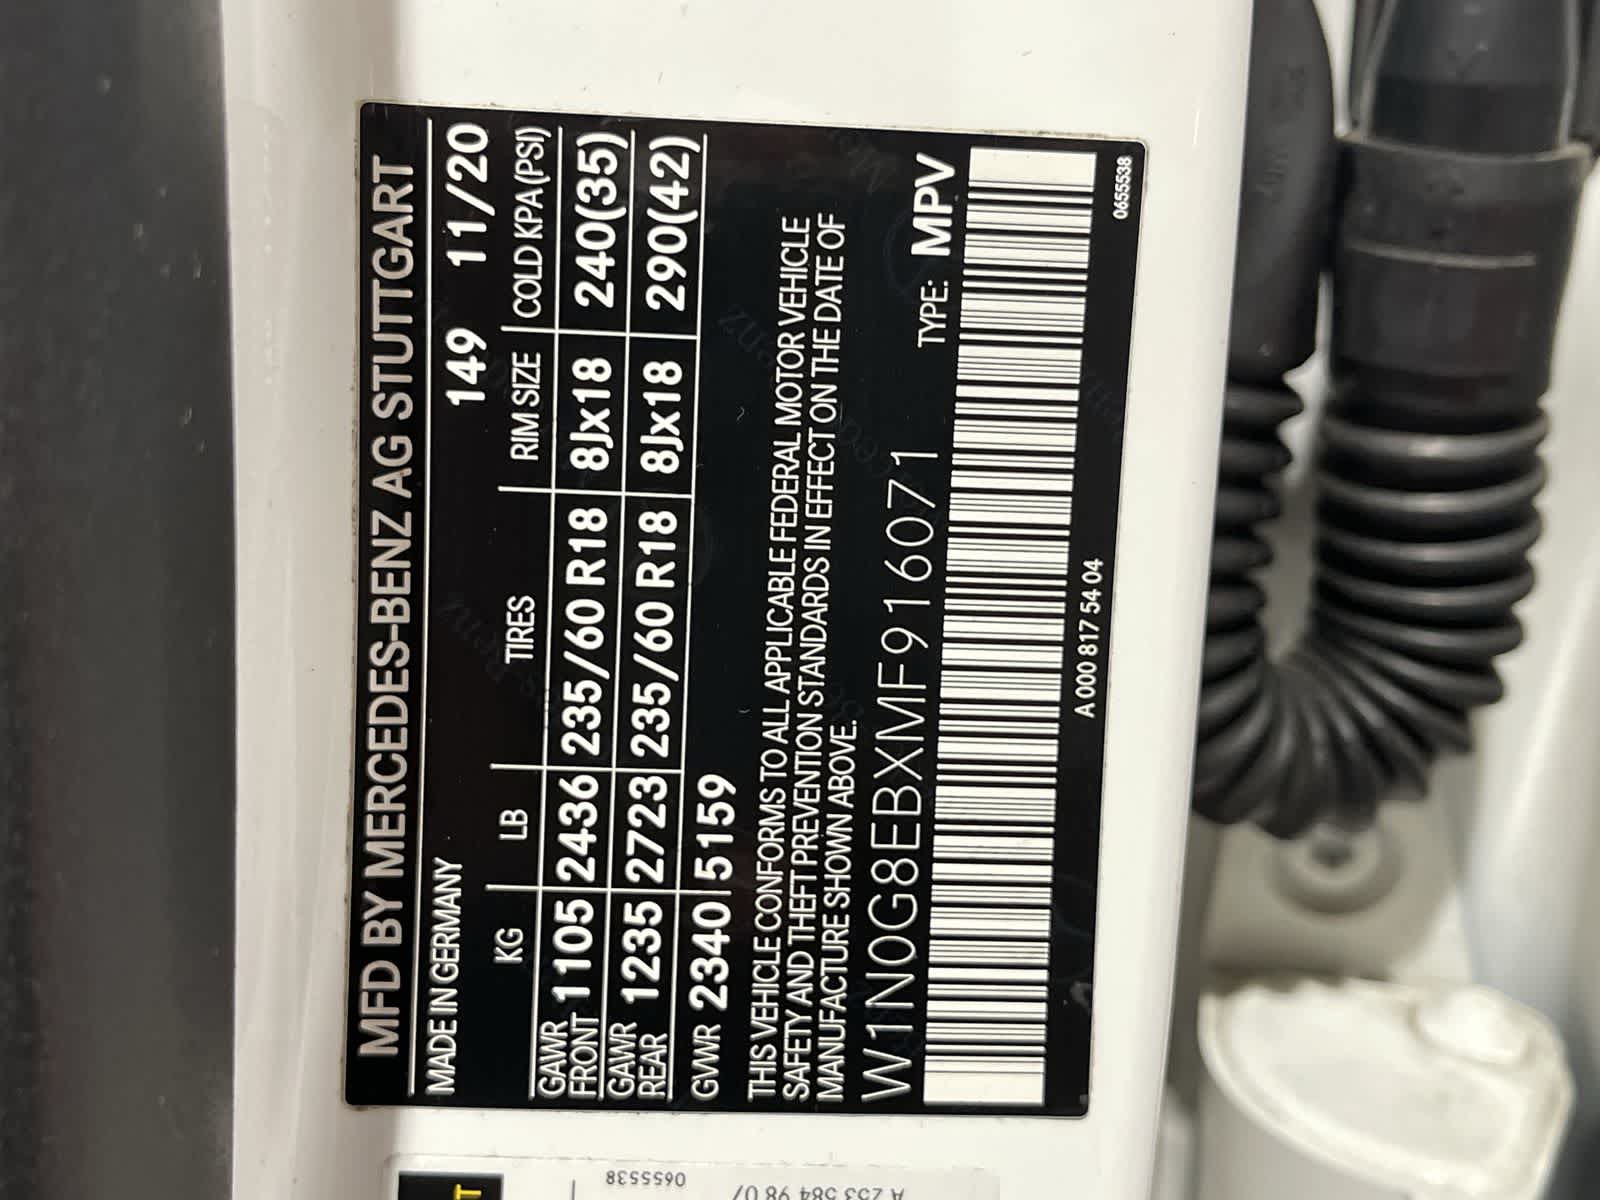 MFD BY MERCEDES-BENZ AG STUTTGART
MADE IN GERMANY 149 11/20
KG LB TIRES RIM SIZE COLD KPA(PSI)
GAWR FRONT 1105 2436 235/60 R18 8Jx18 240(35)
GAWR REAR 1235 2723 235/60 R18 8Jx18 290(42)
GVWR 2340 5159
THIS VEHICLE CONFORMS TO ALL APPLICABLE FEDERAL MOTOR VEHICLE
SAFETY AND THEFT PREVENTION STANDARDS IN EFFECT ON THE DATE OF
MANUFACTURE SHOWN ABOVE.
W1N0G8EBXMF916071 TYPE: MPV
A 000 817 54 04 0655538
0655538
A 253 584 98 07